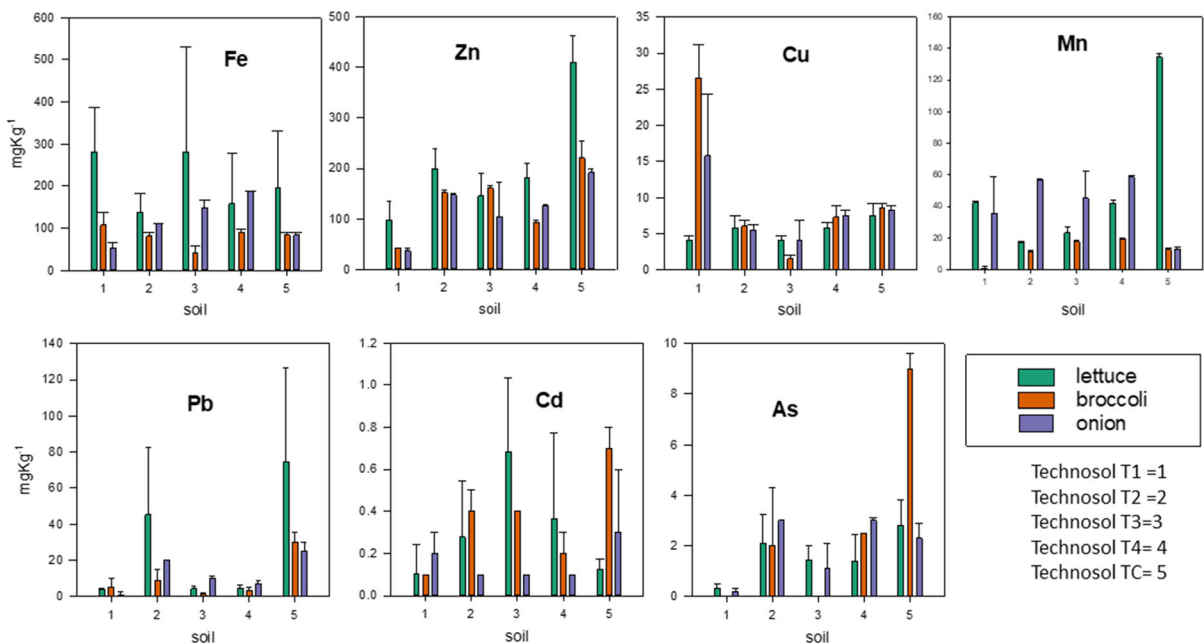 600
500
400
300
200
100
0
mgKg-1
Fe
1 2 3 4 5
soil
500
400
300
200
100
0
Zn
1 2 3 4 5
soil
35
30
25
20
15
10
5
0
Cu
1 2 3 4 5
soil
160
140
120
100
80
60
40
20
0
Mn
1 2 3 4 5
soil
140
120
100
80
60
40
20
0
mgKg-1
Pb
1 2 3 4 5
soil
1.2
1.0
0.8
0.6
0.4
0.2
0.0
Cd
1 2 3 4 5
soil
10
8
6
4
2
0
As
1 2 3 4 5
soil
lettuce
broccoli
onion
Technosol T1 =1
Technosol T2 =2
Technosol T3=3
Technosol T4= 4
Technosol TC= 5